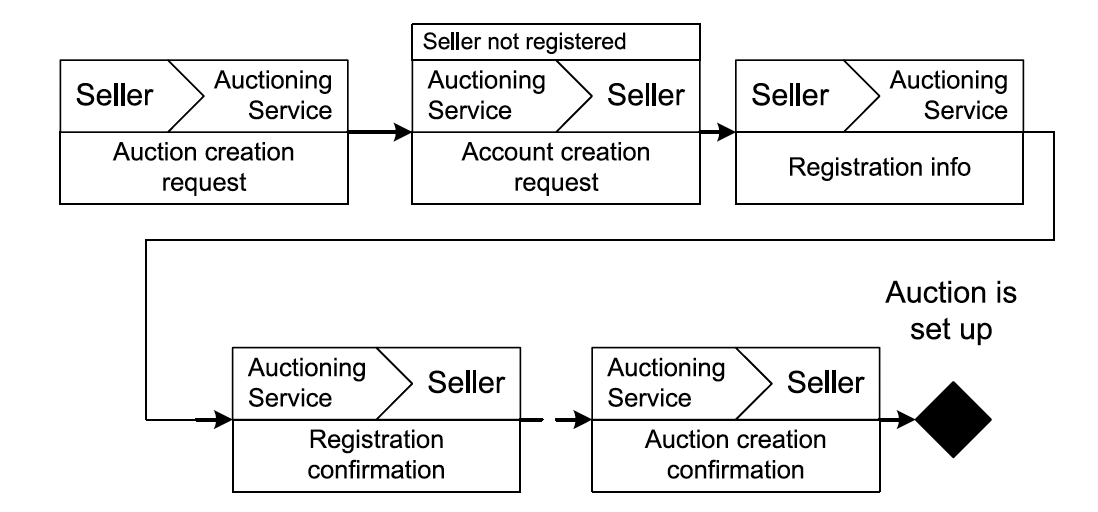 Seller not registered
Seller
Auctioning
Service
Auction creation
request
Auctioning
Service
Seller
Account creation
request
Seller
Auctioning
Service
Registration info
Auction is
set up
Auctioning
Service
Seller
Registration
confirmation
Auctioning
Service
Seller
Auction creation
confirmation